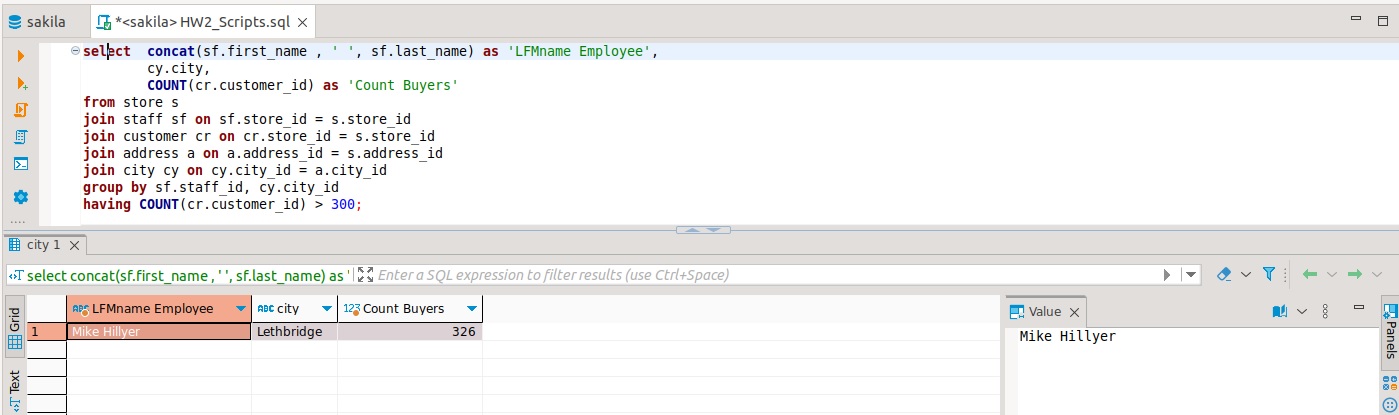 sakila *<sakila> HW2_Scripts.sql
select concat(sf.first_name , ' ', sf.last_name) as 'LFMname Employee',
cy.city,
COUNT(cr.customer_id) as 'Count Buyers'
from store s
join staff sf on sf.store_id = s.store_id
join customer cr on cr.store_id = s.store_id
join address a on a.address_id = s.address_id
join city cy on cy.city_id = a.city_id
group by sf.staff_id, cy.city_id
having COUNT(cr.customer_id) > 300;
city 1
select concat(sf.first_name , ' ', sf.last_name) as ' Enter a SQL expression to filter results (use Ctrl+Space)
Grid
Text
ABC LFMname Employee ABC city 123 Count Buyers
1 Mike Hillyer Lethbridge 326
Value
Mike Hillyer
Panels